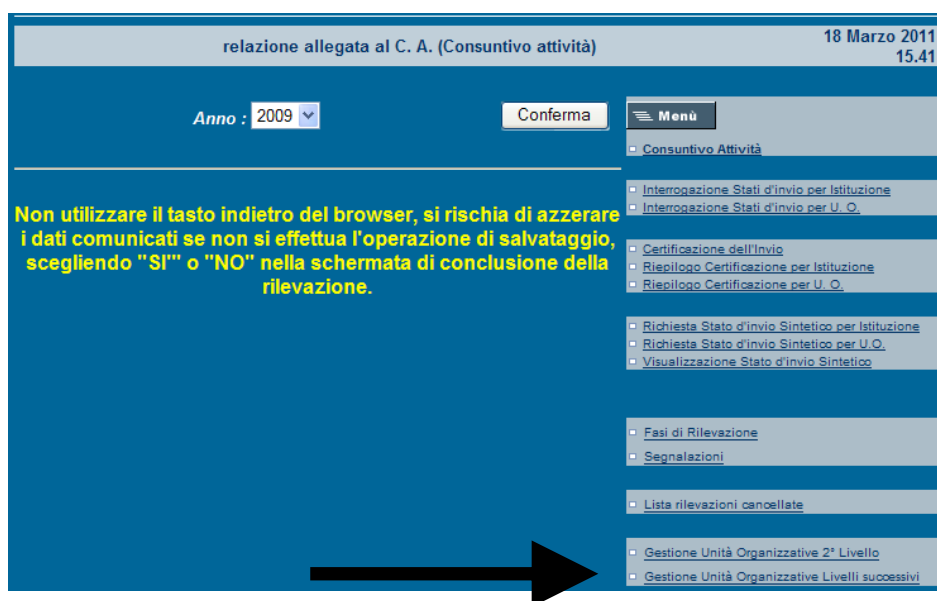 relazione allegata al C. A. (Consuntivo attività)
18 Marzo 2011
15.41
Anno : 2009
Conferma
Non utilizzare il tasto indietro del browser, si rischia di azzerare
i dati comunicati se non si effettua l'operazione di salvataggio,
scegliendo "SI'" o "NO" nella schermata di conclusione della
rilevazione.
Menù
Consuntivo Attività
Interrogazione Stati d'invio per Istituzione
Interrogazione Stati d'invio per U. O.
Certificazione dell'Invio
Riepilogo Certificazione per Istituzione
Riepilogo Certificazione per U. O.
Richiesta Stato d'invio Sintetico per Istituzione
Richiesta Stato d'invio Sintetico per U.O.
Visualizzazione Stato d'invio Sintetico
Fasi di Rilevazione
Segnalazioni
Lista rilevazioni cancellate
Gestione Unità Organizzative 2° Livello
Gestione Unità Organizzative Livelli successivi